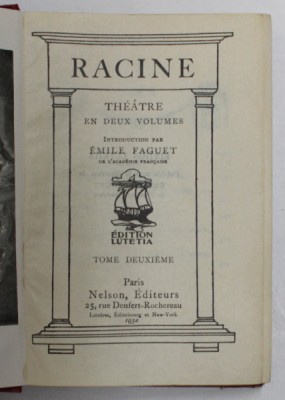 RACINE
THÉÂTRE
EN DEUX VOLUMES
INTRODUCTION PAR
ÉMILE FAGUET
DE L'ACADÉMIE FRANÇAISE
ÉDITION
LUTETIA
TOME DEUXIÈME
Paris
Nelson, Éditeurs
25, rue Denfert-Rochereau
Londres, Édimbourg et New-York